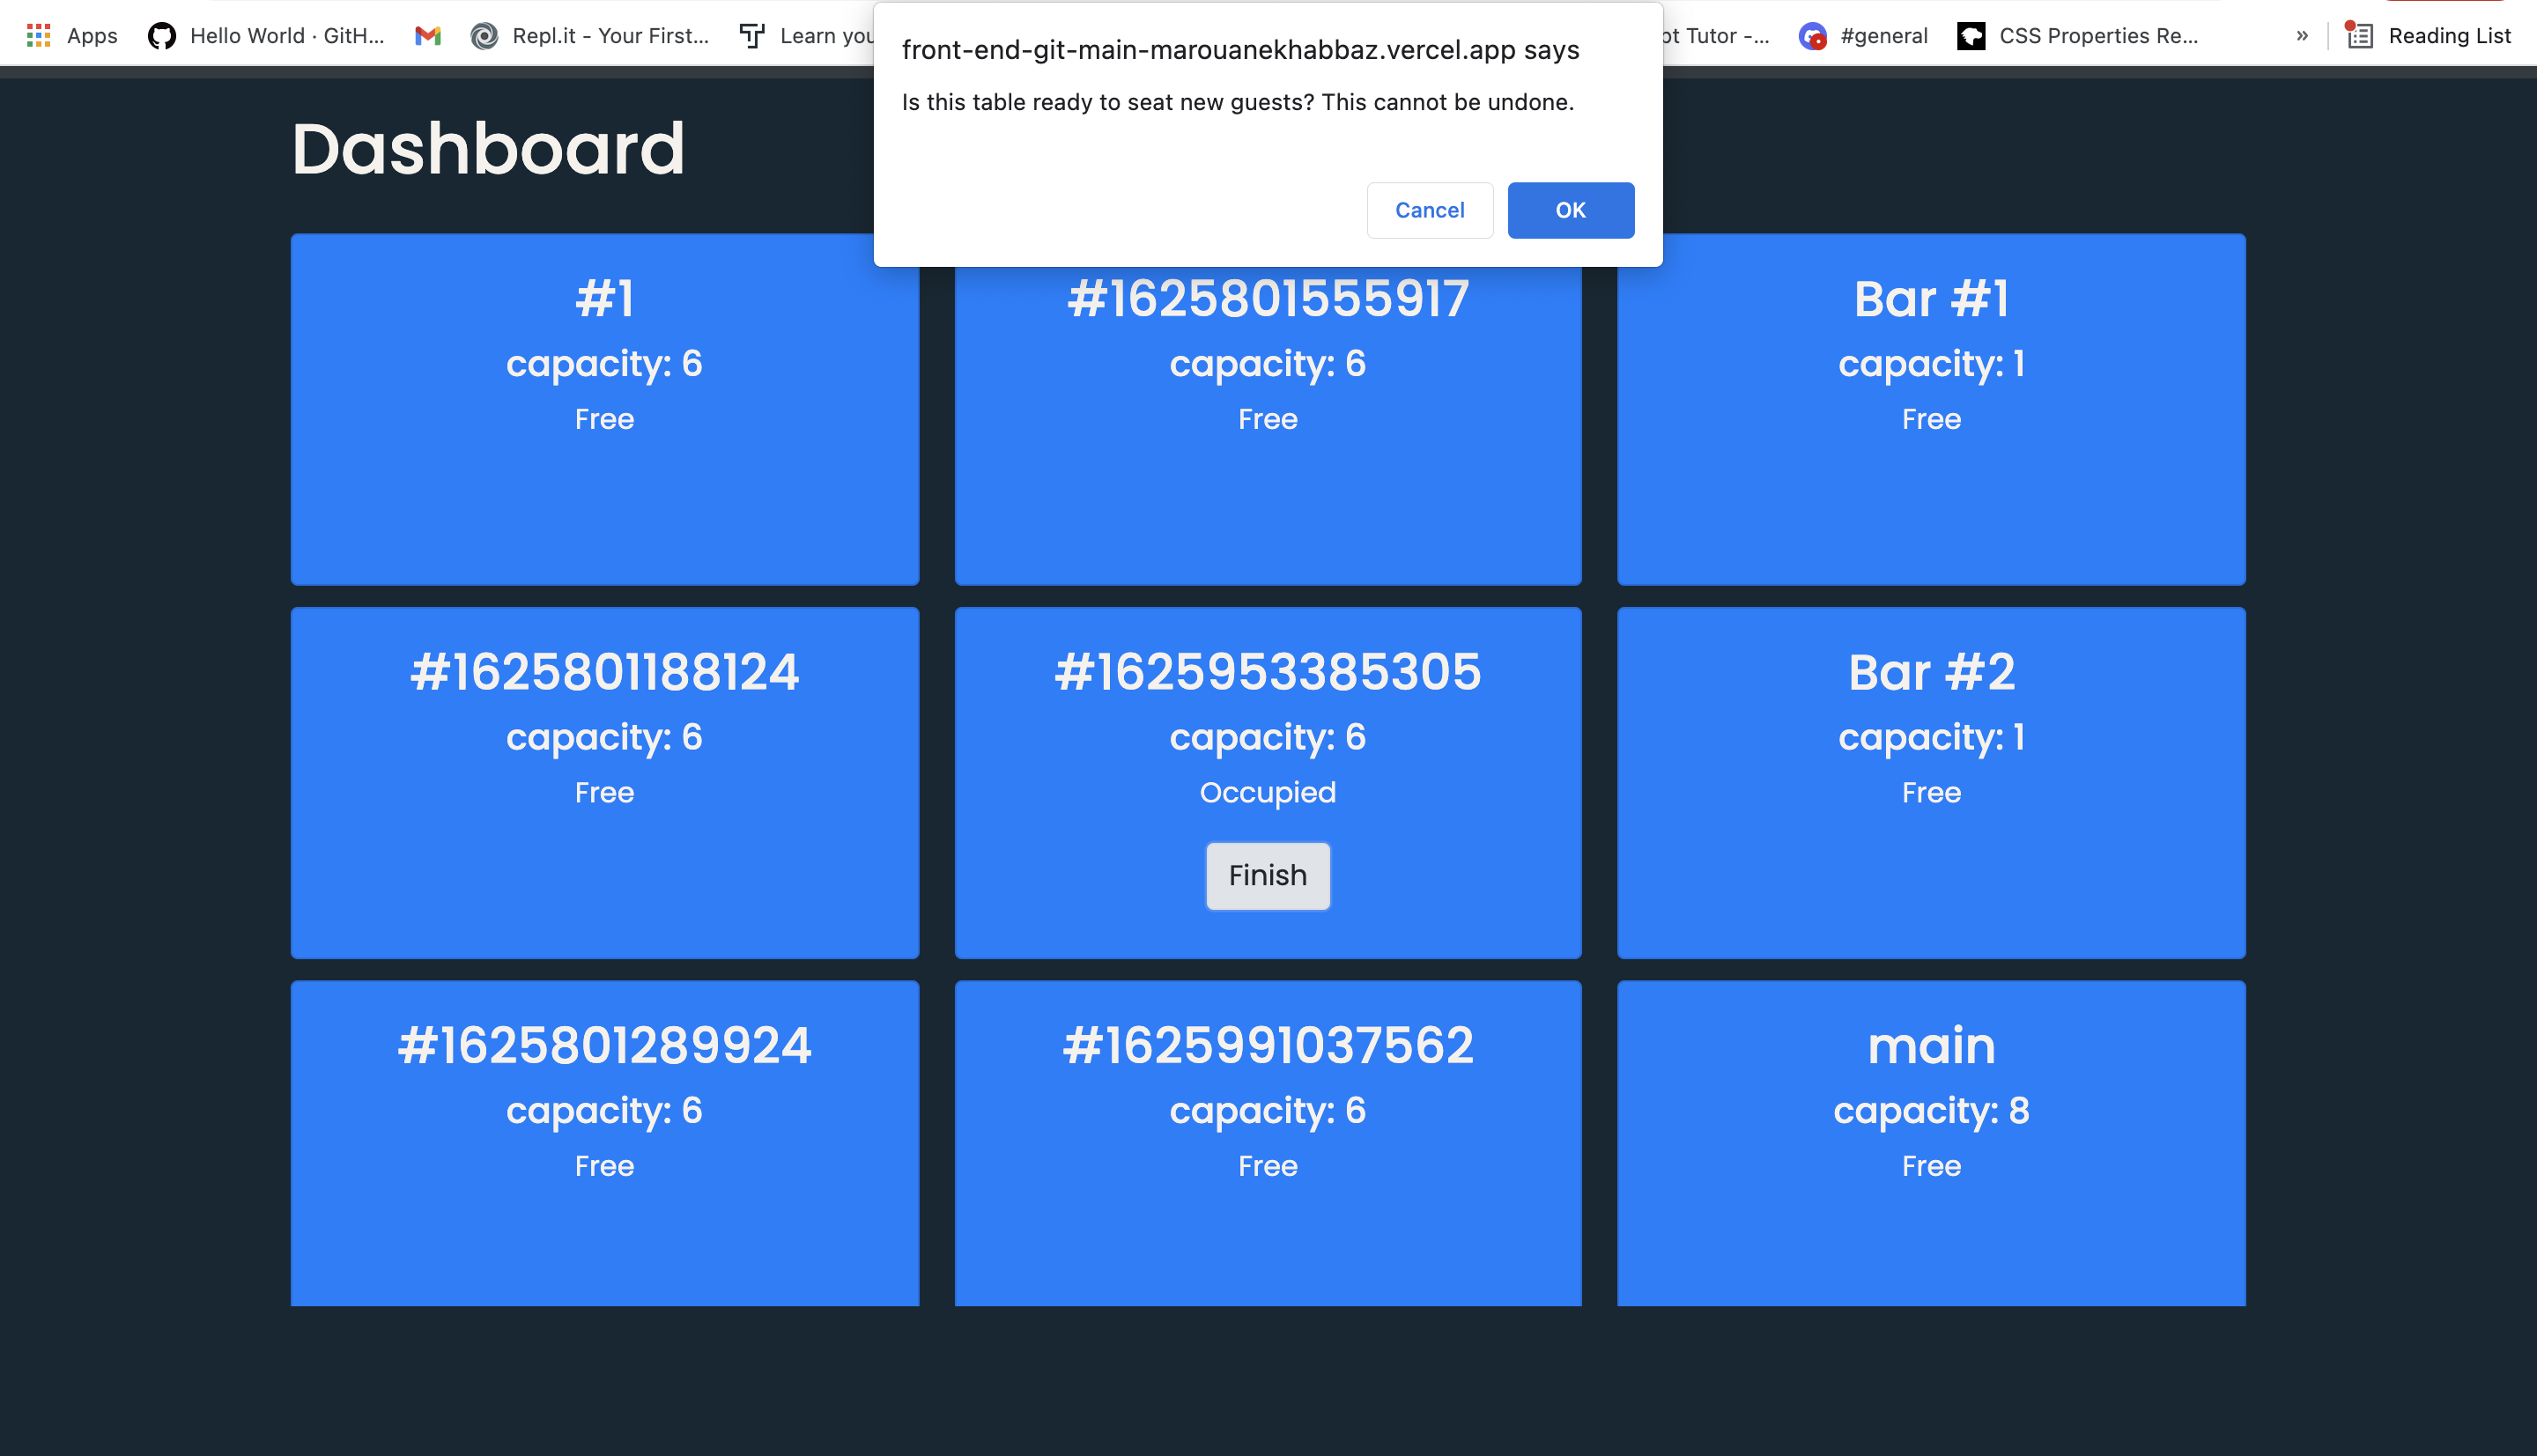 Apps
Hello World · GitH...
Repl.it - Your First...
Learn you
pt Tutor -...
#general
CSS Properties Re...
»
Reading List
front-end-git-main-marouanekhabbaz.vercel.app says
Is this table ready to seat new guests? This cannot be undone.
Cancel
OK
Dashboard
#1
capacity: 6
Free
#1625801555917
capacity: 6
Free
Bar #1
capacity: 1
Free
#1625801188124
capacity: 6
Free
#1625953385305
capacity: 6
Occupied
Finish
Bar #2
capacity: 1
Free
#1625801289924
capacity: 6
Free
#1625991037562
capacity: 6
Free
main
capacity: 8
Free